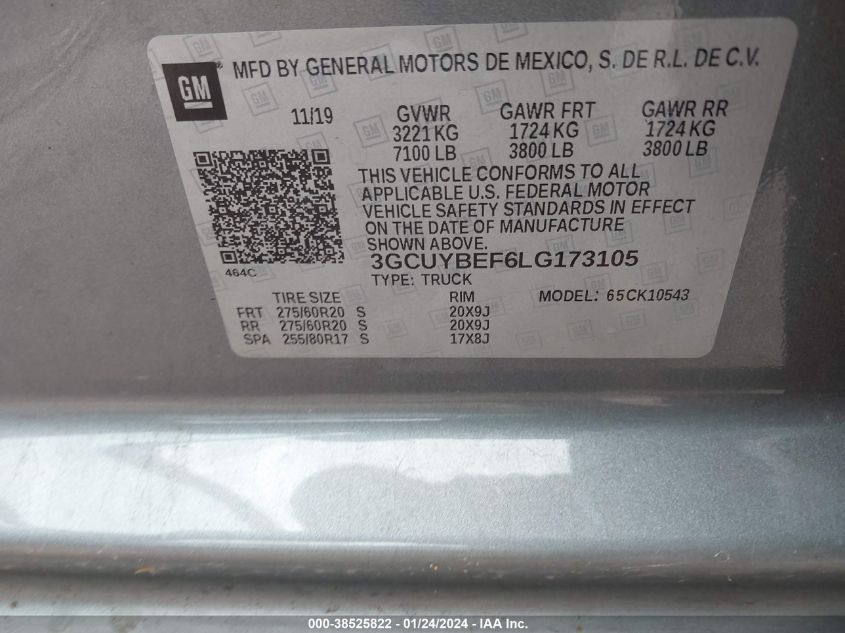 GM
MFD BY GENERAL MOTORS DE MEXICO, S. DE R.L. DE C.V.
11/19 GVWR GAWR FRT GAWR RR
3221 KG 1724 KG 1724 KG
7100 LB 3800 LB 3800 LB
THIS VEHICLE CONFORMS TO ALL
APPLICABLE U.S. FEDERAL MOTOR
VEHICLE SAFETY STANDARDS IN EFFECT
ON THE DATE OF MANUFACTURE
SHOWN ABOVE.
464C
3GCUYBEF6LG173105
TYPE: TRUCK
TIRE SIZE RIM MODEL: 65CK10543
FRT 275/60R20 S 20X9J
RR 275/60R20 S 20X9J
SPA 255/80R17 S 17X8J
000-38525822 - 01/24/2024 - IAA Inc.